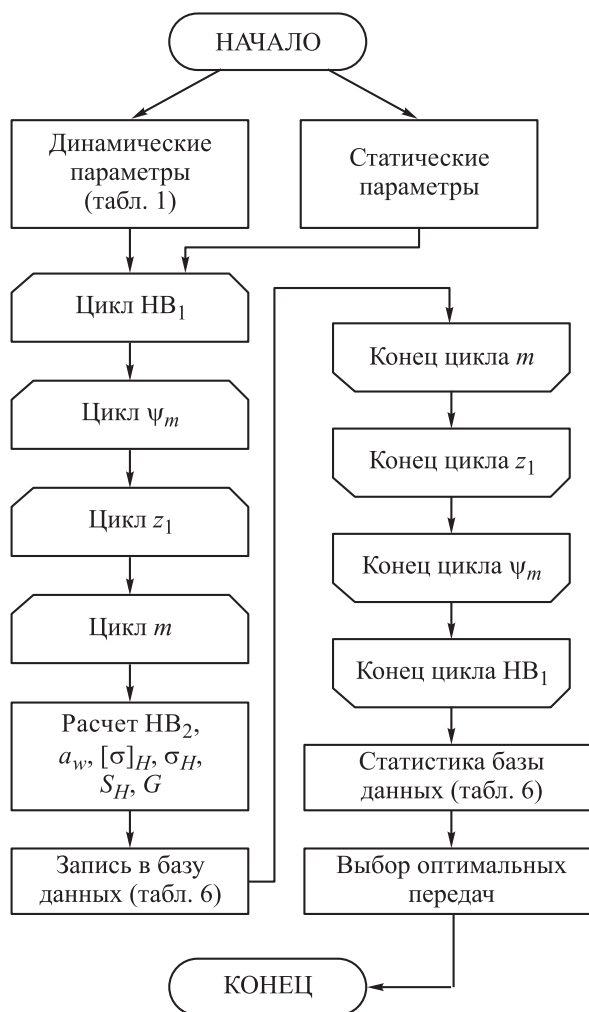 НАЧАЛО
Динамические
параметры
(табл. 1)
Статические
параметры
Цикл HB₁
Цикл ψₘ
Цикл z₁
Цикл m
Расчет HB₂,
a_w, [σ]_H, σ_H,
S_H, G
Запись в базу
данных (табл. 6)
Конец цикла m
Конец цикла z₁
Конец цикла ψₘ
Конец цикла HB₁
Статистика базы
данных (табл. 6)
Выбор оптимальных
передач
КОНЕЦ